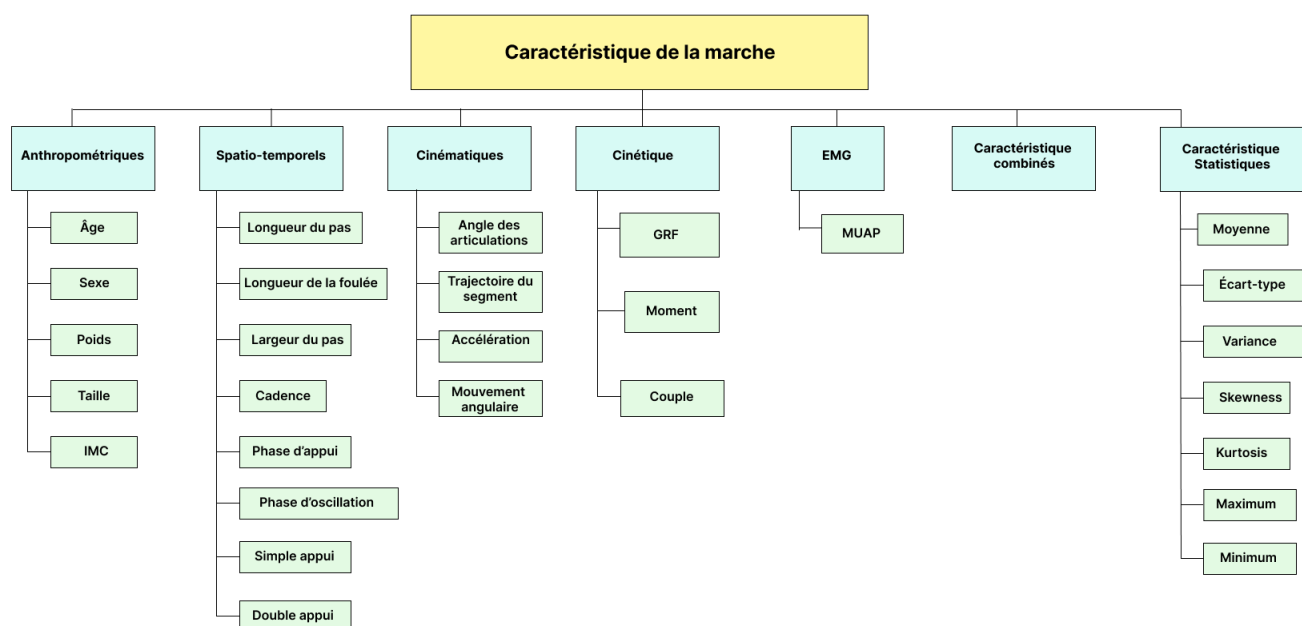 Caractéristique de la marche
Anthropométriques
Spatio-temporels
Cinématiques
Cinétique
EMG
Caractéristique
combinés
Caractéristique
Statistiques
Âge
Sexe
Poids
Taille
IMC
Longueur du pas
Longueur de la foulée
Largeur du pas
Cadence
Phase d'appui
Phase d'oscillation
Simple appui
Double appui
Angle des
articulations
Trajectoire du
segment
Accélération
Mouvement
angulaire
GRF
Moment
Couple
MUAP
Moyenne
Écart-type
Variance
Skewness
Kurtosis
Maximum
Minimum